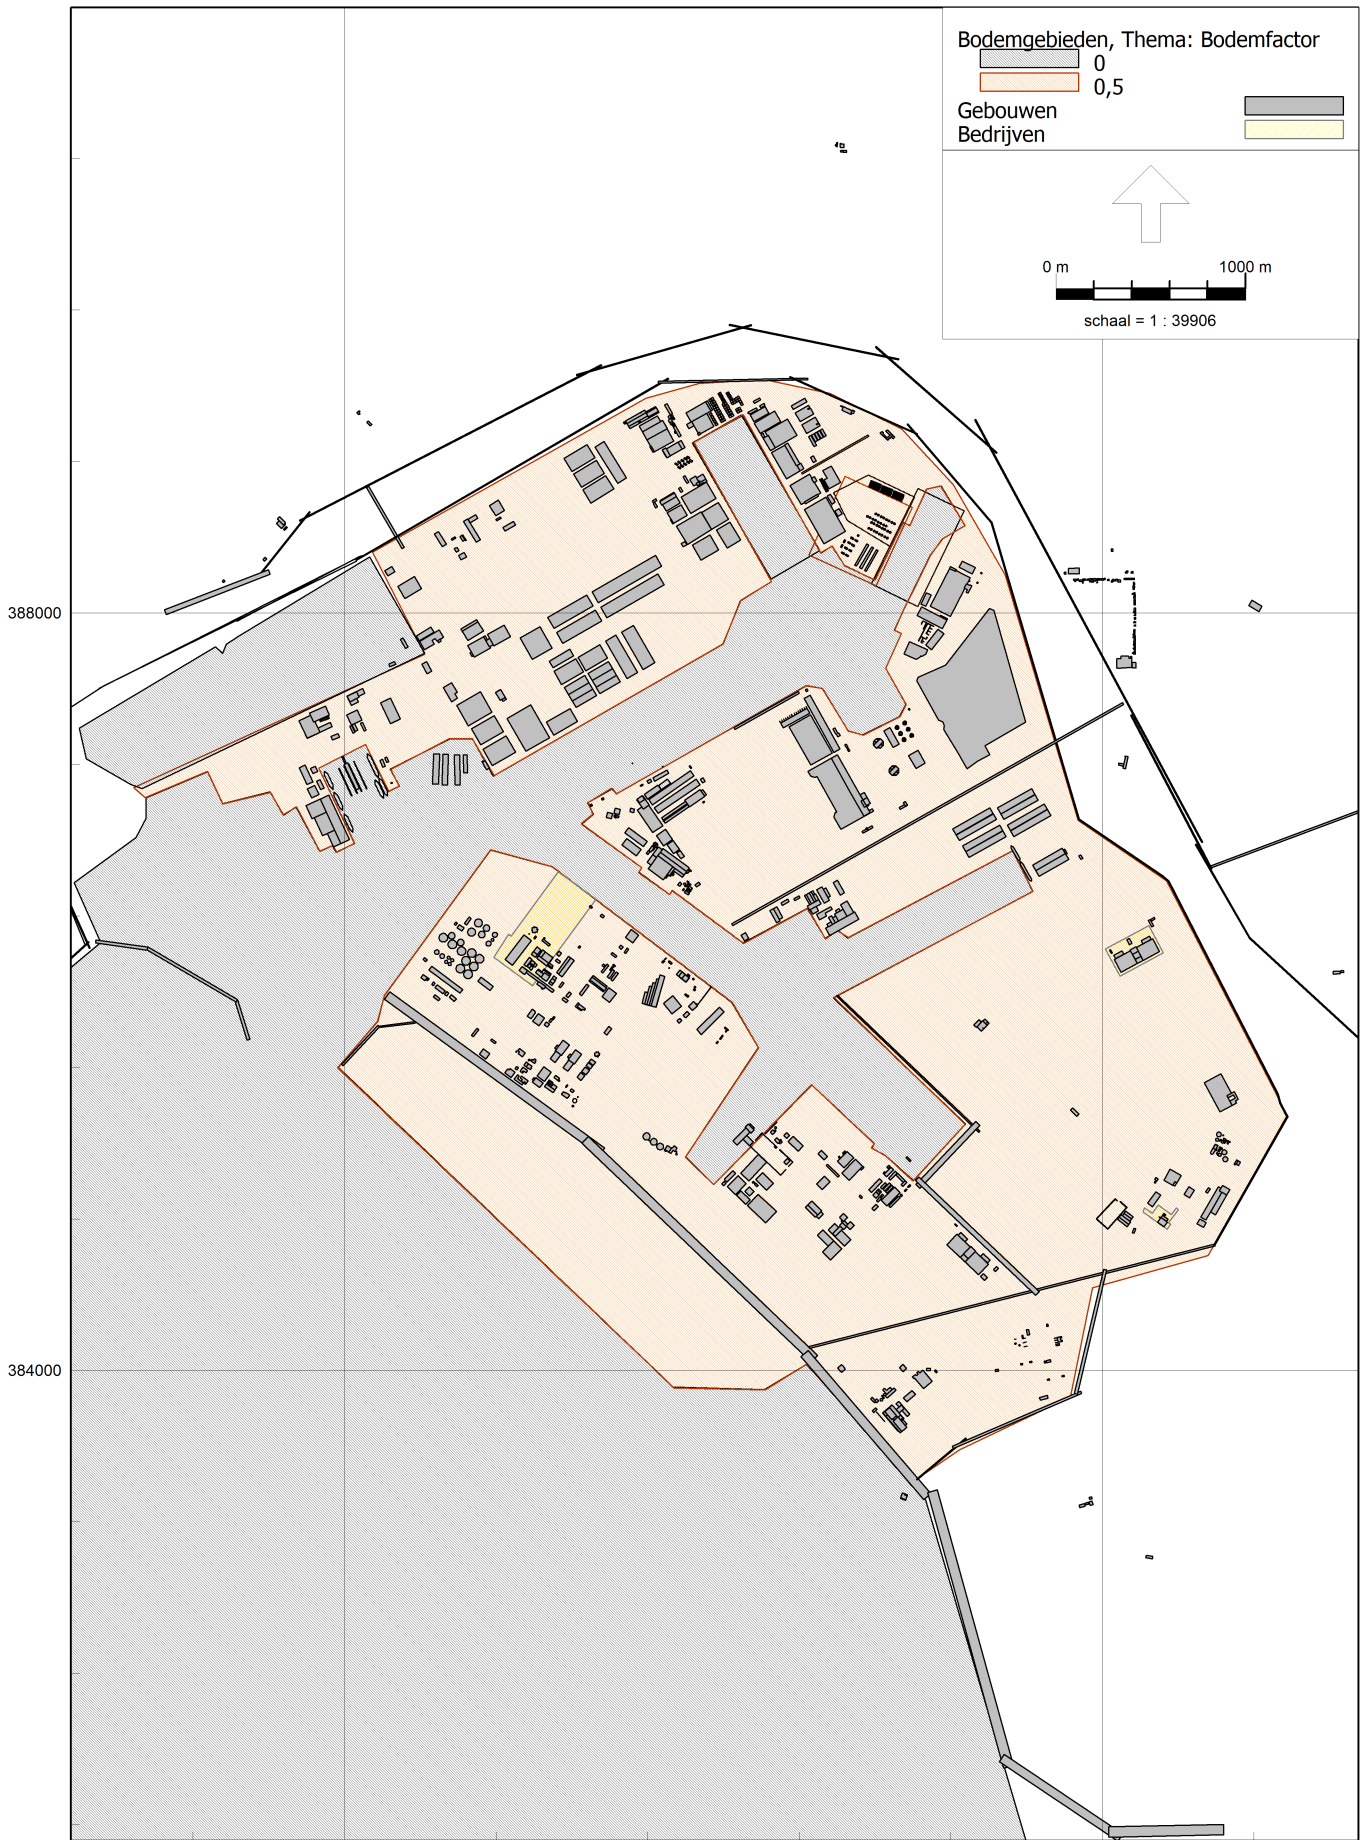 Bodemgebieden, Thema: Bodemfactor
0
0,5
Gebouwen
Bedrijven
0 m 1000 m
schaal = 1 : 39906
388000
384000